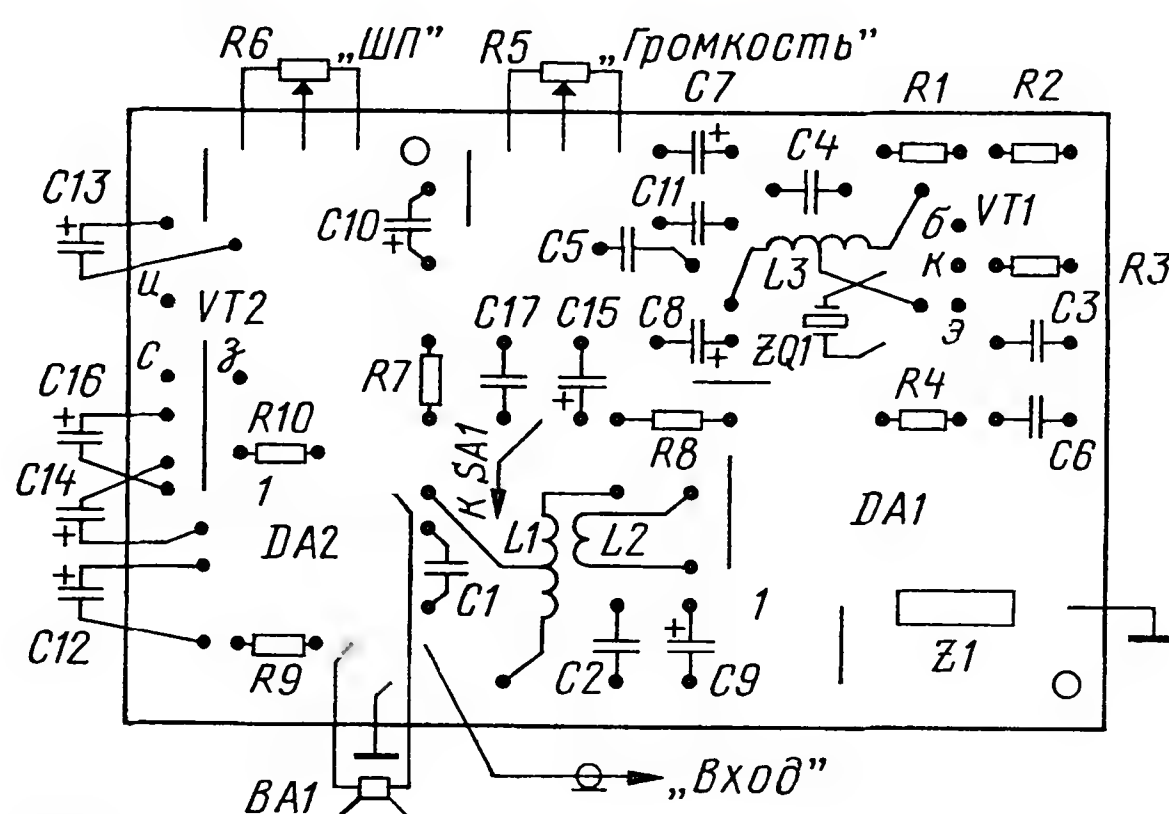 R6 „ШП”
R5 „Громкость”
C7
R1
R2
C4
C13
C11
C10
б VT1
C5
к
R3
L3
и
э
C3
VT2
C17
C15
C8
ZQ1
с
з
R7
C16
R4
R10
К SA1
R8
C6
C14
1
DA1
DA2
L1
L2
C1
1
C12
R9
C2
C9
Z1
BA1
„Вход”